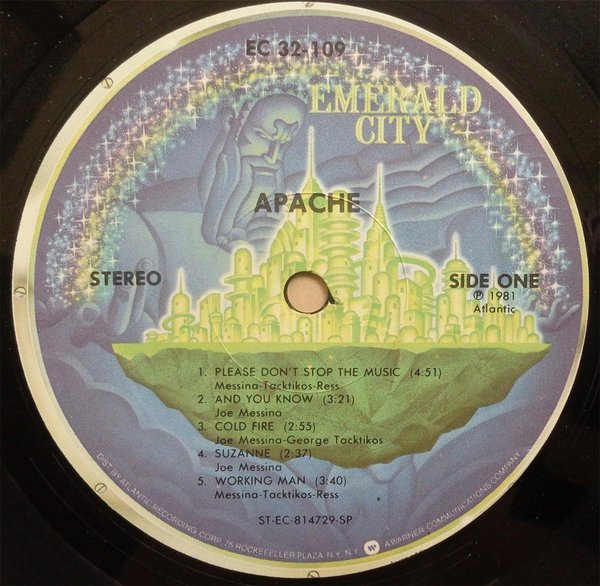 EC 32-109
EMERALD
CITY
APACHE
STEREO
SIDE ONE
℗ 1981
Atlantic
1. PLEASE DON'T STOP THE MUSIC (4:51)
Messina-Tacktikos-Ress
2. AND YOU KNOW (3:21)
Joe Messina
3. COLD FIRE (2:55)
Joe Messina-George Tacktikos
4. SUZANNE (2:37)
Joe Messina
5. WORKING MAN (3:40)
Messina-Tacktikos-Ress
ST-EC-814729-SP
DIST. BY ATLANTIC RECORDING CORP. 75 ROCKEFELLER PLAZA N.Y. N.Y. A WARNER COMMUNICATIONS COMPANY